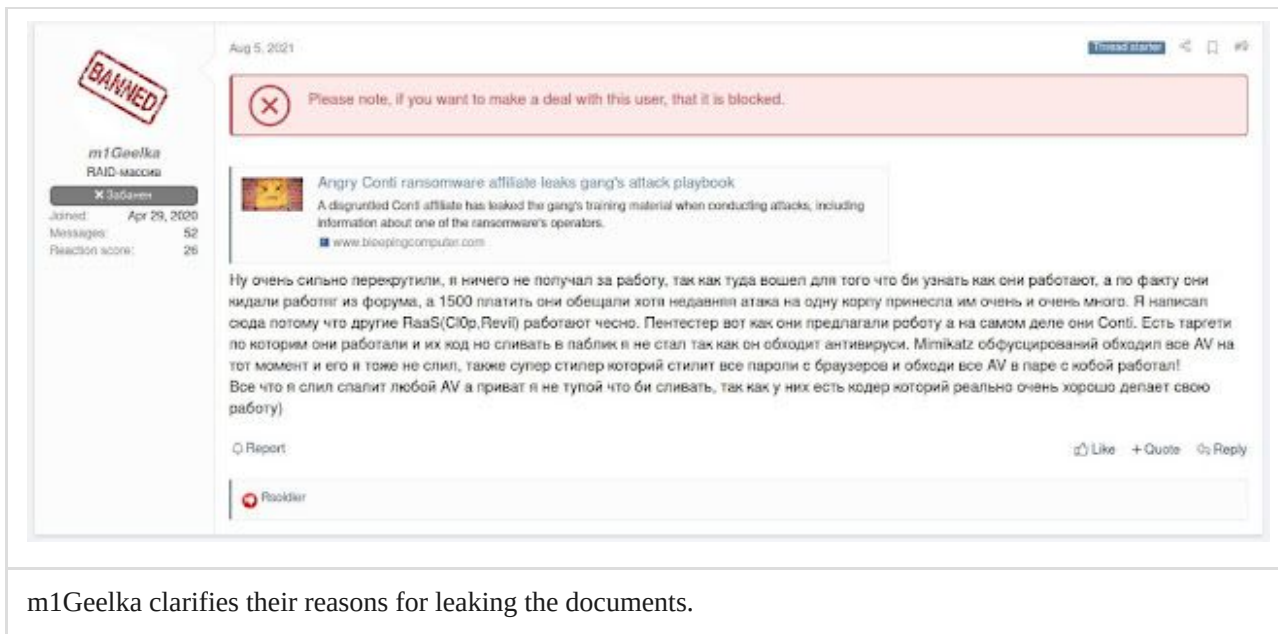 Aug 5, 2021
Thread starter
BANNED
Please note, if you want to make a deal with this user, that it is blocked.
m1Geelka
RAID-массив
Забанен
Joined: Apr 29, 2020
Messages: 52
Reaction score: 26
Angry Conti ransomware affiliate leaks gang's attack playbook
A disgruntled Conti affiliate has leaked the gang's training material when conducting attacks, including
information about one of the ransomware's operators.
www.bleepingcomputer.com
Ну очень сильно перекрутили, я ничего не получал за работу, так как туда вошел для того что би узнать как они работают, а по факту они
кидали работяг из форума, а 1500 платить они обещали хотя недавняя атака на одну корпу принесла им очень и очень много. Я написал
сюда потому что другие RaaS(Cl0p,Revil) работают чесно. Пентестер вот как они предлагали роботу а на самом деле они Conti. Есть таргети
по которим они работали и их код но сливать в паблик я не стал так как он обходит антивируси. Mimikatz обфусцирований обходил все AV на
тот момент и его я тоже не слил, также супер стилер которий стилит все пароли с браузеров и обходи все AV в паре с кобой работал!
Все что я слил спалит любой AV а приват я не тупой что би сливать, так как у них есть кодер которий реально очень хорошо делает свою
работу)
Report
Like + Quote Reply
m1Geelka clarifies their reasons for leaking the documents.